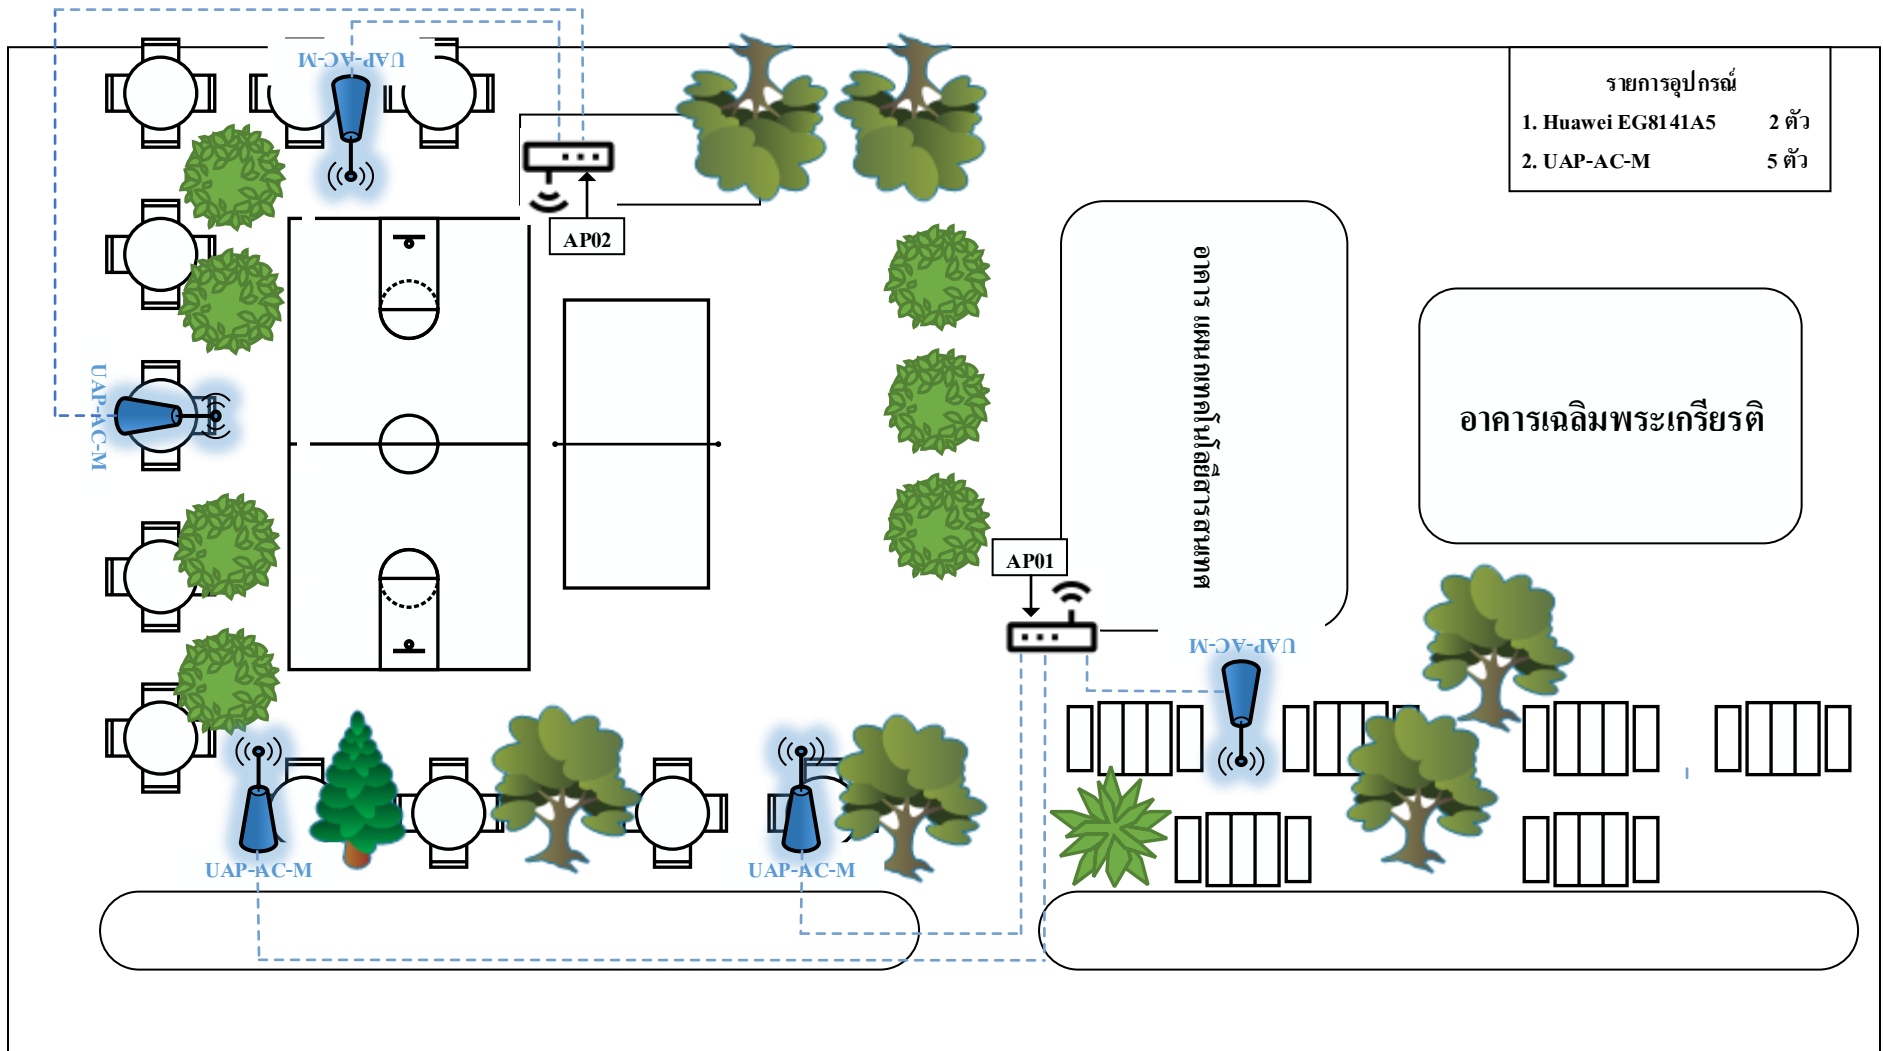 UAP-AC-M
รายการอุปกรณ์
1. Huawei EG8141A5 2 ตัว
2. UAP-AC-M 5 ตัว
AP02
อาคาร แผนกเทคโนโลยีสารสนเทศ
อาคารเฉลิมพระเกรียรติ
UAP-AC-M
AP01
UAP-AC-M
UAP-AC-M
UAP-AC-M